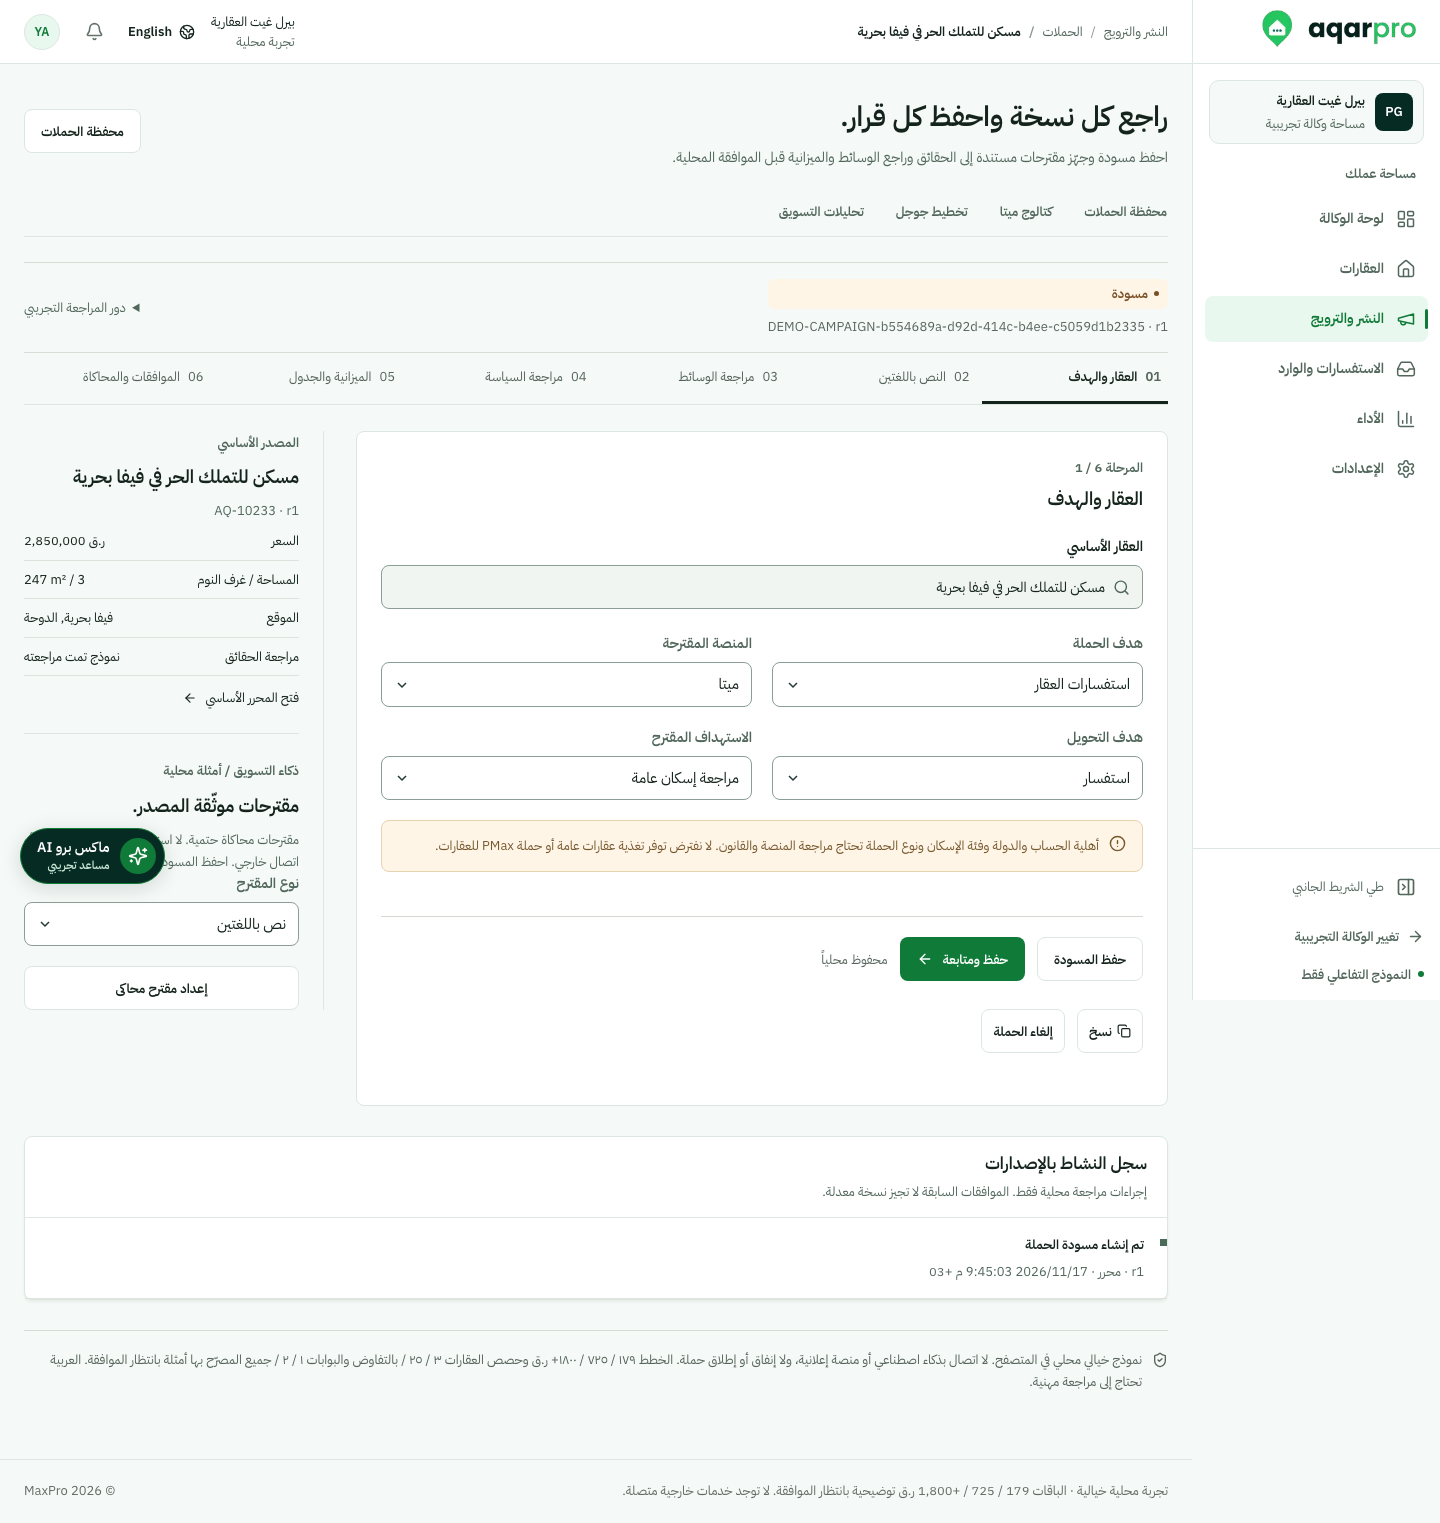 aqarpro
PG
بيرل غيت العقارية
مساحة وكالة تجريبية
مساحة عملك
لوحة الوكالة
العقارات
النشر والترويج
الاستفسارات والوارد
الأداء
الإعدادات
طي الشريط الجانبي
تغيير الوكالة التجريبية
النموذج التفاعلي فقط
النشر والترويج / الحملات / مسكن للتملك الحر في فيفا بحرية
بيرل غيت العقارية
تجربة محلية
English
YA
راجع كل نسخة واحفظ كل قرار.
احفظ مسودة وجهّز مقترحات مستندة إلى الحقائق وراجع الوسائط والميزانية قبل الموافقة المحلية.
محفظة الحملات
محفظة الحملات
كتالوج ميتا
تخطيط جوجل
تحليلات التسويق
مسودة
DEMO-CAMPAIGN-b554689a-d92d-414c-b4ee-c5059d1b2335 · r1
دور المراجعة التجريبي
01 العقار والهدف
02 النص باللغتين
03 مراجعة الوسائط
04 مراجعة السياسة
05 الميزانية والجدول
06 الموافقات والمحاكاة
المرحلة 6 / 1
العقار والهدف
العقار الأساسي
مسكن للتملك الحر في فيفا بحرية
هدف الحملة
استفسارات العقار
المنصة المقترحة
ميتا
هدف التحويل
استفسار
الاستهداف المقترح
مراجعة إسكان عامة
أهلية الحساب والدولة وفئة الإسكان ونوع الحملة تحتاج مراجعة المنصة والقانون. لا نفترض توفر تغذية عقارات عامة أو حملة PMax للعقارات.
حفظ المسودة
حفظ ومتابعة
محفوظ محلياً
نسخ
إلغاء الحملة
المصدر الأساسي
مسكن للتملك الحر في فيفا بحرية
AQ-10233 · r1
السعر
ر.ق 2,850,000
المساحة / غرف النوم
247 m² / 3
الموقع
فيفا بحرية, الدوحة
مراجعة الحقائق
نموذج تمت مراجعته
فتح المحرر الأساسي
ذكاء التسويق / أمثلة محلية
مقترحات موثّقة المصدر.
مقترحات محاكاة حتمية. لا
اتصال خارجي. احفظ
نوع المقترح
نص باللغتين
إعداد مقترح محاكى
ماكس برو AI
مساعد تجريبي
سجل النشاط بالإصدارات
إجراءات مراجعة محلية فقط. الموافقات السابقة لا تجيز نسخة معدلة.
تم إنشاء مسودة الحملة
r1 · محرر · 2026/11/17 9:45:03 م +03
نموذج خيالي محلي في المتصفح. لا اتصال بذكاء اصطناعي أو منصة إعلانية، ولا إنفاق أو إطلاق حملة. الخطط ١٧٩ / ٧٢٥ / ١٨٠٠+ ر.ق وحصص العقارات ٣ / ٢٥ / بالتفاوض والبوابات ١ / ٢ / جميع المصرّح بها أمثلة بانتظار الموافقة. العربية
تحتاج إلى مراجعة مهنية.
تجربة محلية خيالية · الباقات 179 / 725 / +1,800 ر.ق توضيحية بانتظار الموافقة. لا توجد خدمات خارجية متصلة.
© 2026 MaxPro